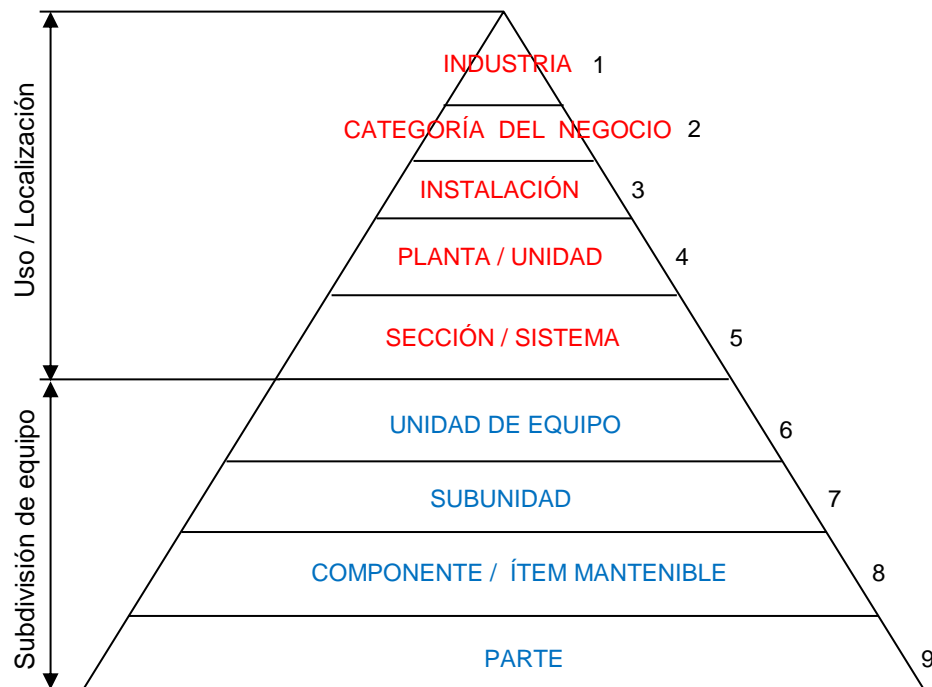 INDUSTRIA 1
CATEGORÍA DEL NEGOCIO 2
INSTALACIÓN 3
PLANTA / UNIDAD 4
SECCIÓN / SISTEMA 5
Uso / Localización
UNIDAD DE EQUIPO 6
SUBUNIDAD 7
COMPONENTE / ÍTEM MANTENIBLE 8
PARTE 9
Subdivisión de equipo